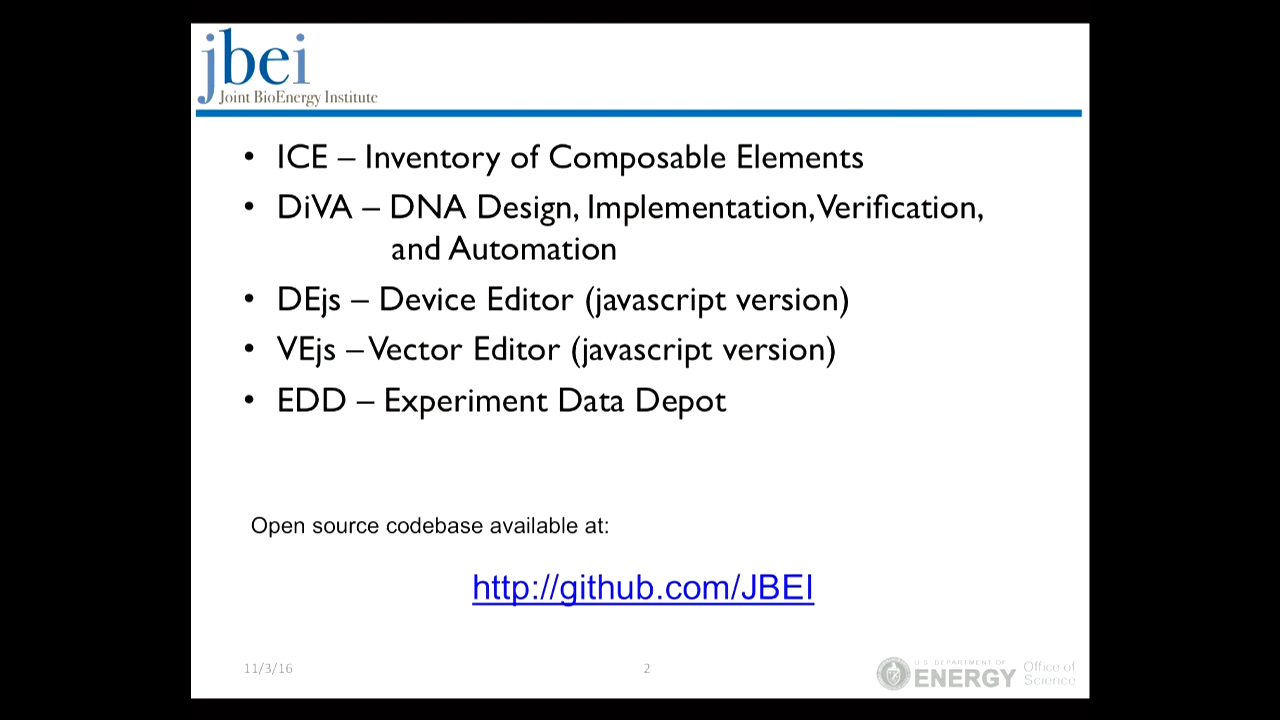 jbei
Joint BioEnergy Institute
• ICE – Inventory of Composable Elements
• DiVA – DNA Design, Implementation, Verification,
and Automation
• DEjs – Device Editor (javascript version)
• VEjs – Vector Editor (javascript version)
• EDD – Experiment Data Depot
Open source codebase available at:
http://github.com/JBEI
11/3/16
2
U.S. DEPARTMENT OF
ENERGY
Office of
Science